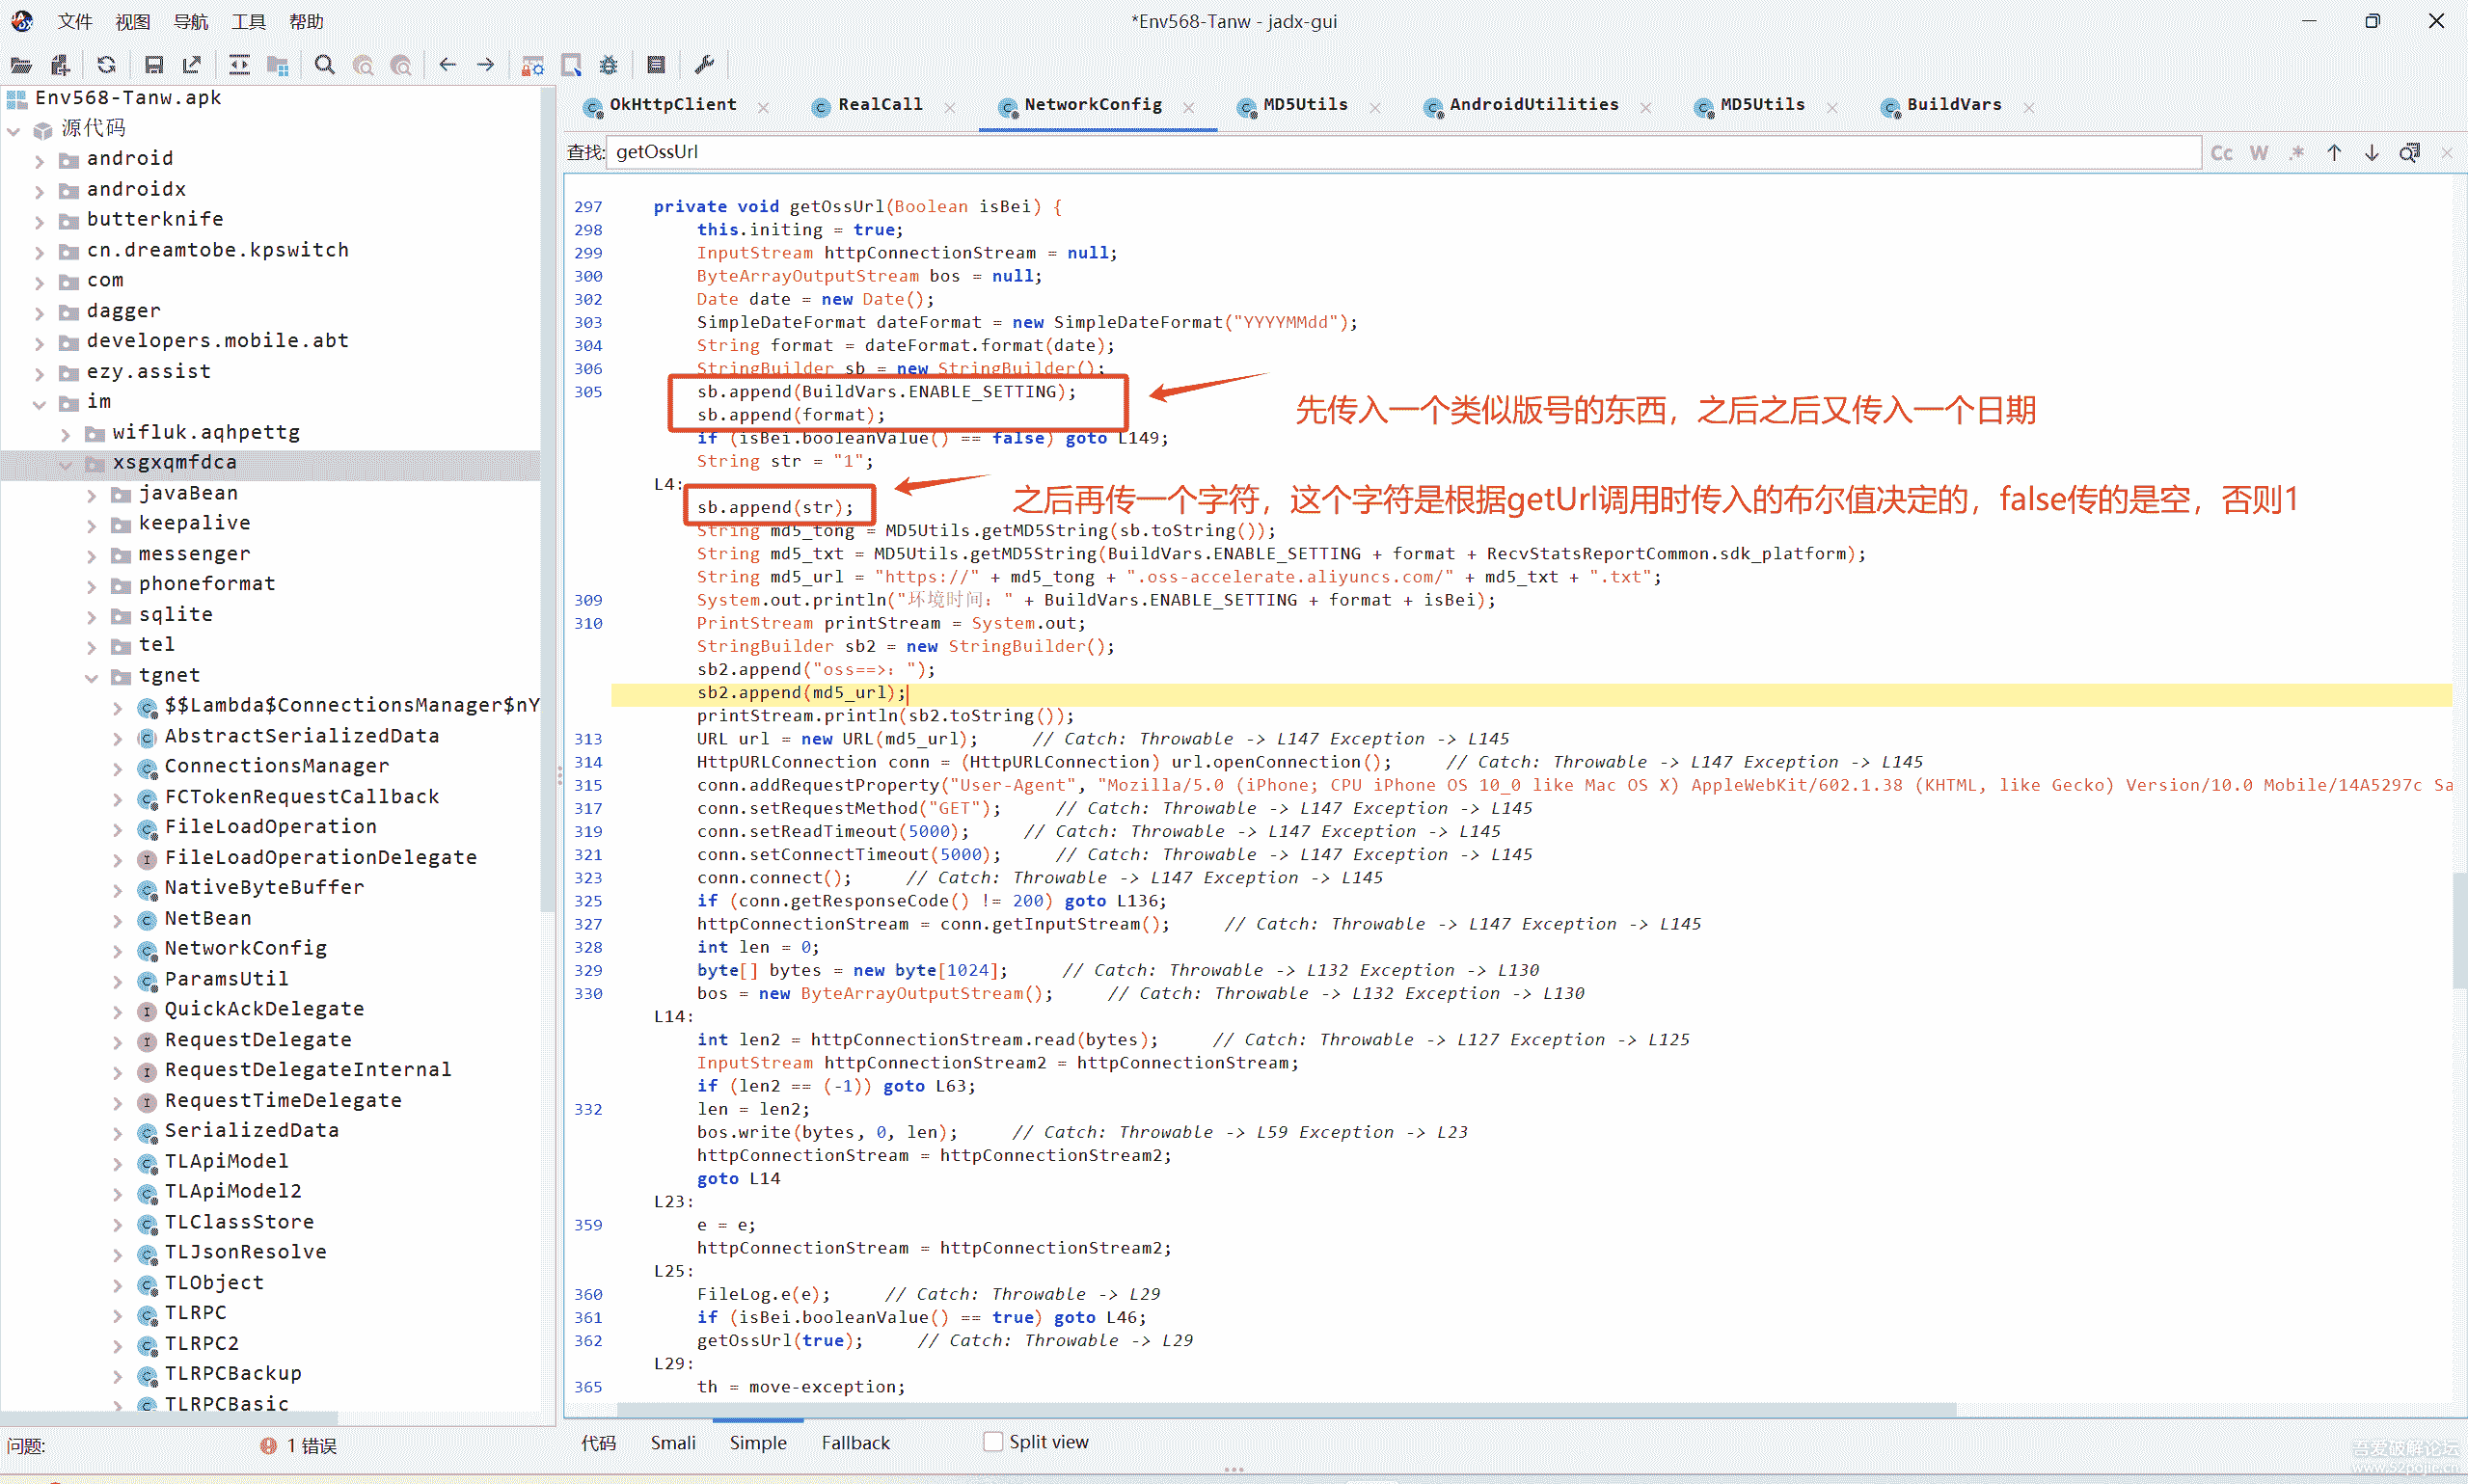 文件 视图 导航 工具 帮助
*Env568-Tanw - jadx-gui
Env568-Tanw.apk
源代码
android
androidx
butterknife
cn.dreamtobe.kpswitch
com
dagger
developers.mobile.abt
ezy.assist
im
wifluk.aqhpettg
xsgxqmfdca
javaBean
keepalive
messenger
phoneformat
sqlite
tel
tgnet
$$Lambda$ConnectionsManager$nY
AbstractSerializedData
ConnectionsManager
FCTokenRequestCallback
FileLoadOperation
FileLoadOperationDelegate
NativeByteBuffer
NetBean
NetworkConfig
ParamsUtil
QuickAckDelegate
RequestDelegate
RequestDelegateInternal
RequestTimeDelegate
SerializedData
TLApiModel
TLApiModel2
TLClassStore
TLJsonResolve
TLObject
TLRPC
TLRPC2
TLRPCBackup
TLRPCBasic
问题: 1 错误
OkHttpClient RealCall NetworkConfig MD5Utils AndroidUtilities MD5Utils BuildVars
查找: getOssUrl Cc W .*
297 private void getOssUrl(Boolean isBei) {
298 this.initing = true;
299 InputStream httpConnectionStream = null;
300 ByteArrayOutputStream bos = null;
302 Date date = new Date();
303 SimpleDateFormat dateFormat = new SimpleDateFormat("YYYYMMdd");
304 String format = dateFormat.format(date);
306 StringBuilder sb = new StringBuilder();
305 sb.append(BuildVars.ENABLE_SETTING);
sb.append(format);
先传入一个类似版号的东西，之后之后又传入一个日期
if (isBei.booleanValue() == false) goto L149;
String str = "1";
L4:
sb.append(str);
之后再传一个字符，这个字符是根据getUrl调用时传入的布尔值决定的，false传的是空，否则1
String md5_tong = MD5Utils.getMD5String(sb.toString());
String md5_txt = MD5Utils.getMD5String(BuildVars.ENABLE_SETTING + format + RecvStatsReportCommon.sdk_platform);
String md5_url = "https://" + md5_tong + ".oss-accelerate.aliyuncs.com/" + md5_txt + ".txt";
309 System.out.println("环境时间: " + BuildVars.ENABLE_SETTING + format + isBei);
310 PrintStream printStream = System.out;
StringBuilder sb2 = new StringBuilder();
sb2.append("oss==>: ");
sb2.append(md5_url);
printStream.println(sb2.toString());
313 URL url = new URL(md5_url); // Catch: Throwable -> L147 Exception -> L145
314 HttpURLConnection conn = (HttpURLConnection) url.openConnection(); // Catch: Throwable -> L147 Exception -> L145
315 conn.addRequestProperty("User-Agent", "Mozilla/5.0 (iPhone; CPU iPhone OS 10_0 like Mac OS X) AppleWebKit/602.1.38 (KHTML, like Gecko) Version/10.0 Mobile/14A5297c Sa
317 conn.setRequestMethod("GET"); // Catch: Throwable -> L147 Exception -> L145
319 conn.setReadTimeout(5000); // Catch: Throwable -> L147 Exception -> L145
321 conn.setConnectTimeout(5000); // Catch: Throwable -> L147 Exception -> L145
323 conn.connect(); // Catch: Throwable -> L147 Exception -> L145
325 if (conn.getResponseCode() != 200) goto L136;
327 httpConnectionStream = conn.getInputStream(); // Catch: Throwable -> L147 Exception -> L145
328 int len = 0;
329 byte[] bytes = new byte[1024]; // Catch: Throwable -> L132 Exception -> L130
330 bos = new ByteArrayOutputStream(); // Catch: Throwable -> L132 Exception -> L130
L14:
int len2 = httpConnectionStream.read(bytes); // Catch: Throwable -> L127 Exception -> L125
InputStream httpConnectionStream2 = httpConnectionStream;
if (len2 == (-1)) goto L63;
332 len = len2;
bos.write(bytes, 0, len); // Catch: Throwable -> L59 Exception -> L23
httpConnectionStream = httpConnectionStream2;
goto L14
L23:
359 e = e;
httpConnectionStream = httpConnectionStream2;
L25:
360 FileLog.e(e); // Catch: Throwable -> L29
361 if (isBei.booleanValue() == true) goto L46;
362 getOssUrl(true); // Catch: Throwable -> L29
L29:
365 th = move-exception;
代码 Smali Simple Fallback Split view
吾爱破解论坛
www.52pojie.cn